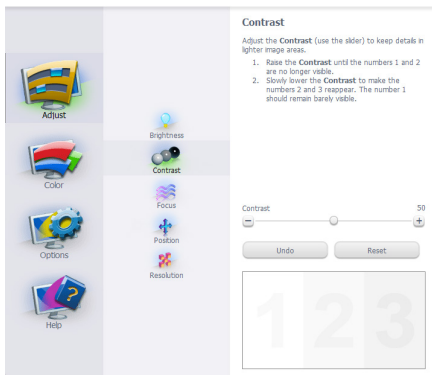 Adjust
Color
Options
Help
Brightness
Contrast
Focus
Position
Resolution
Contrast
Adjust the Contrast (use the slider) to keep details in
lighter image areas.
1. Raise the Contrast until the numbers 1 and 2
are no longer visible.
2. Slowly lower the Contrast to make the
numbers 2 and 3 reappear. The number 1
should remain barely visible.
Contrast 50
Undo Reset
1 2 3